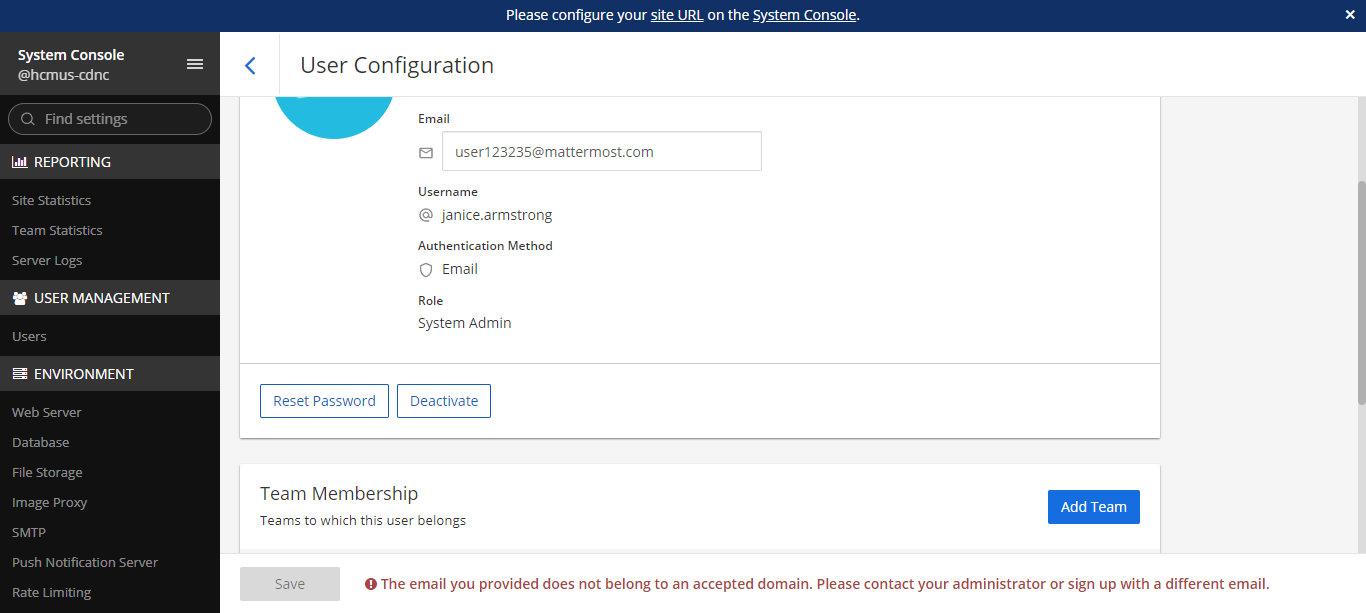 Please configure your site URL on the System Console.
System Console
@hcmus-cdnc
Find settings
REPORTING
Site Statistics
Team Statistics
Server Logs
USER MANAGEMENT
Users
ENVIRONMENT
Web Server
Database
File Storage
Image Proxy
SMTP
Push Notification Server
Rate Limiting
User Configuration
Email
user123235@mattermost.com
Username
janice.armstrong
Authentication Method
Email
Role
System Admin
Reset Password
Deactivate
Team Membership
Teams to which this user belongs
Add Team
Save
The email you provided does not belong to an accepted domain. Please contact your administrator or sign up with a different email.